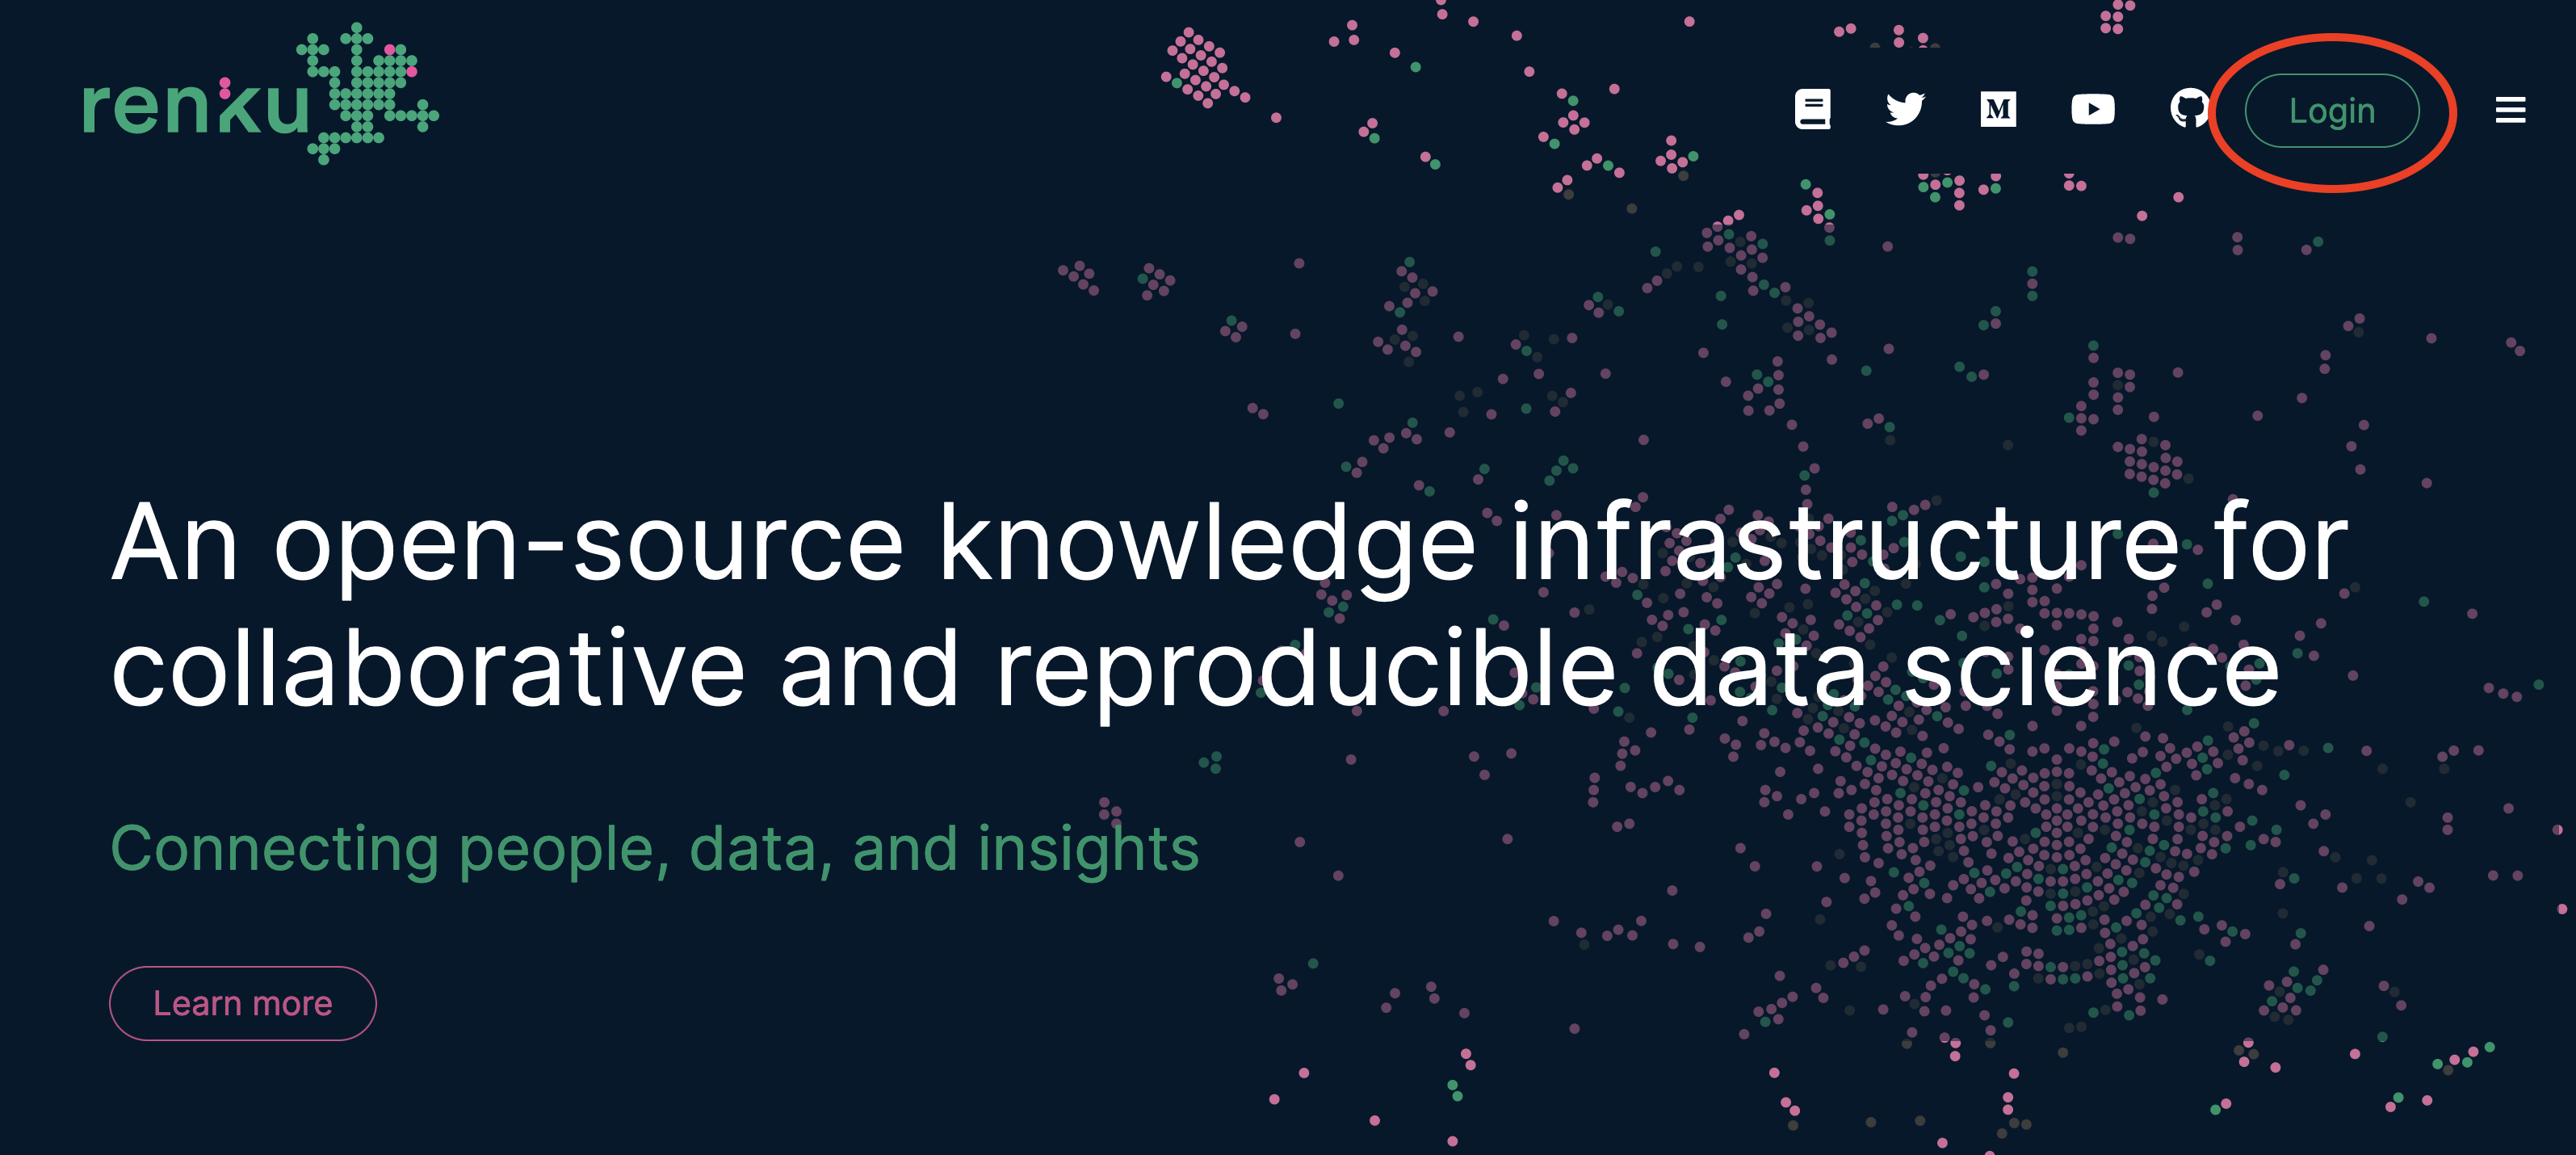 renku
Login
An open-source knowledge infrastructure for
collaborative and reproducible data science
Connecting people, data, and insights
Learn more